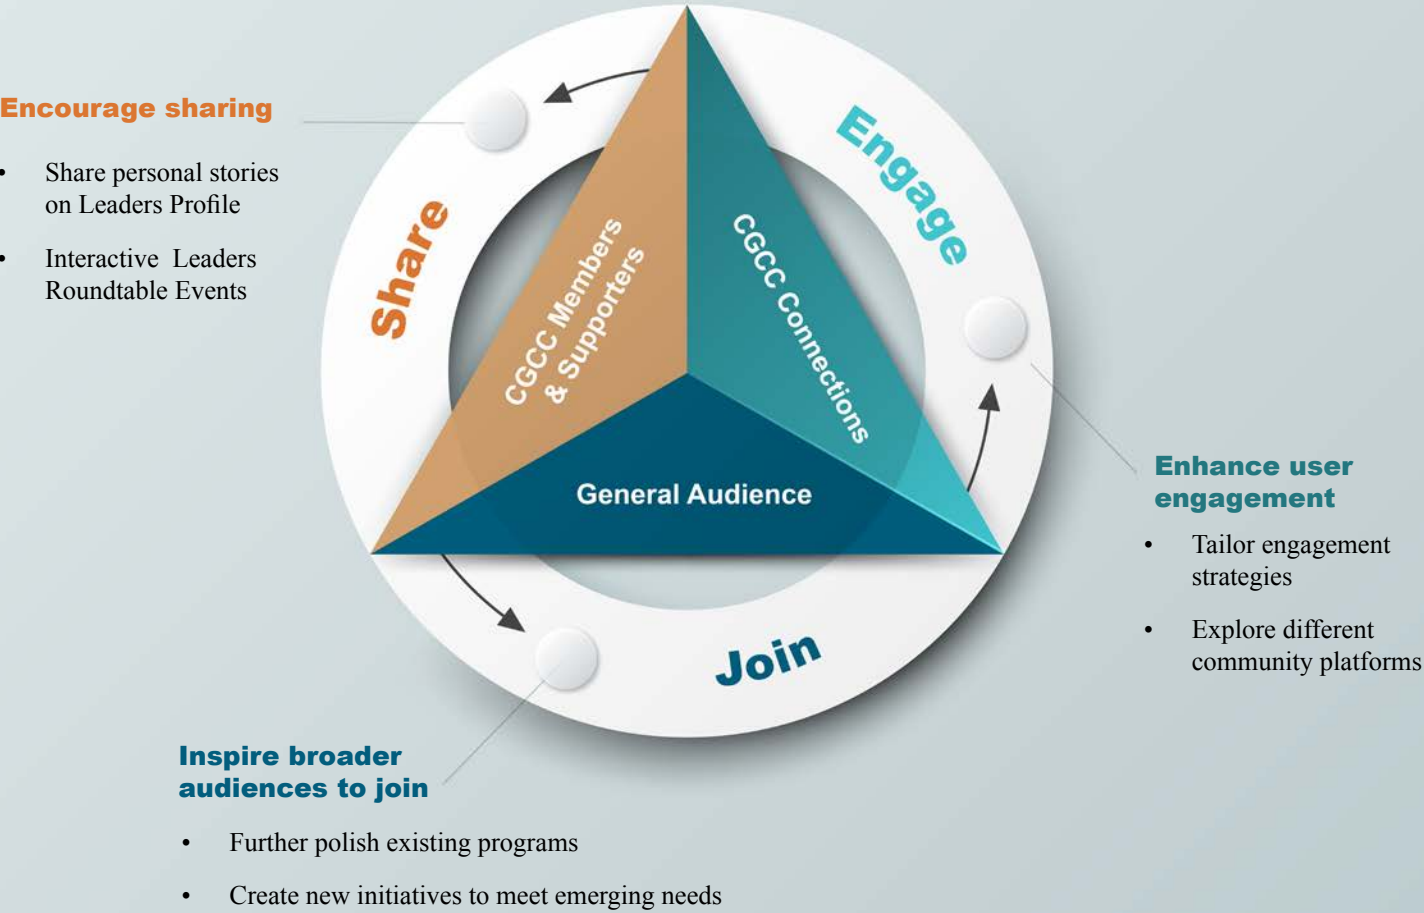 Encourage sharing
• Share personal stories
on Leaders Profile
• Interactive Leaders
Roundtable Events
Share
Engage
Join
CGCC Members
& Supporters
CGCC Connections
General Audience
Enhance user
engagement
• Tailor engagement
strategies
• Explore different
community platforms
Inspire broader
audiences to join
• Further polish existing programs
• Create new initiatives to meet emerging needs